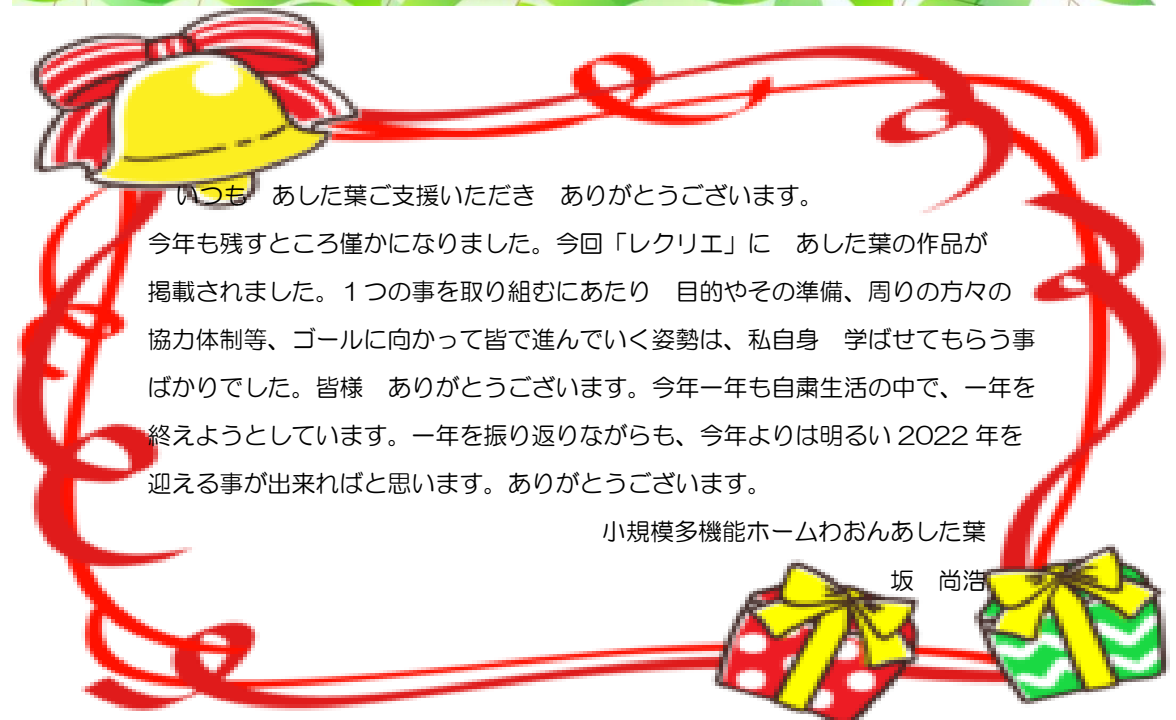 いつも　あした葉ご支援いただき　ありがとうございます。
今年も残すところ僅かになりました。今回「レクリエ」に　あした葉の作品が
掲載されました。１つの事を取り組むにあたり　目的やその準備、周りの方々の
協力体制等、ゴールに向かって皆で進んでいく姿勢は、私自身　学ばせてもらう事
ばかりでした。皆様　ありがとうございます。今年一年も自粛生活の中で、一年を
終えようとしています。一年を振り返りながらも、今年よりは明るい 2022 年を
迎える事が出来ればと思います。ありがとうございます。
小規模多機能ホームわおんあした葉
坂　尚浩